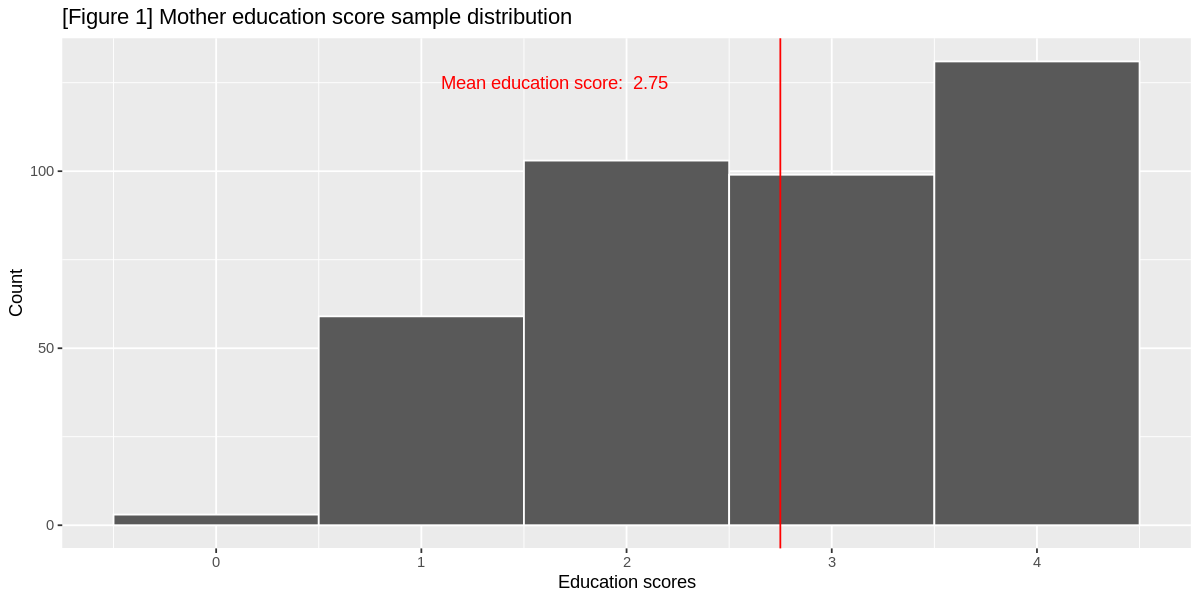 [Figure 1] Mother education score sample distribution
Mean education score:  2.75
Count
100
50
0
0 1 2 3 4
Education scores